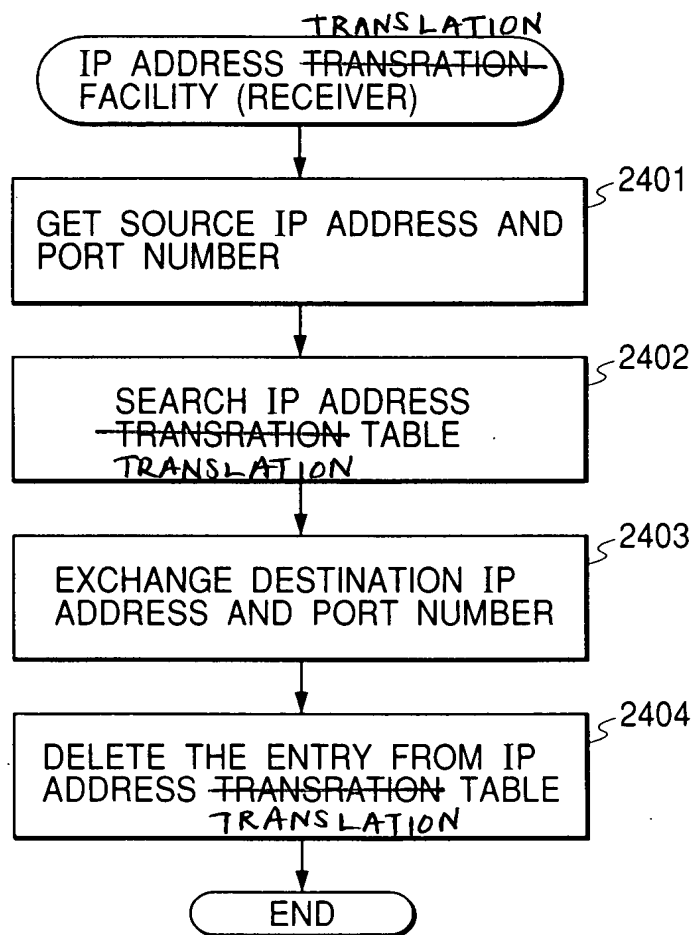 TRANSLATION
IP ADDRESS TRANSRATION
FACILITY (RECEIVER)
2401
GET SOURCE IP ADDRESS AND
PORT NUMBER
2402
SEARCH IP ADDRESS
TRANSRATION TABLE
TRANSLATION
2403
EXCHANGE DESTINATION IP
ADDRESS AND PORT NUMBER
2404
DELETE THE ENTRY FROM IP
ADDRESS TRANSRATION TABLE
TRANSLATION
END